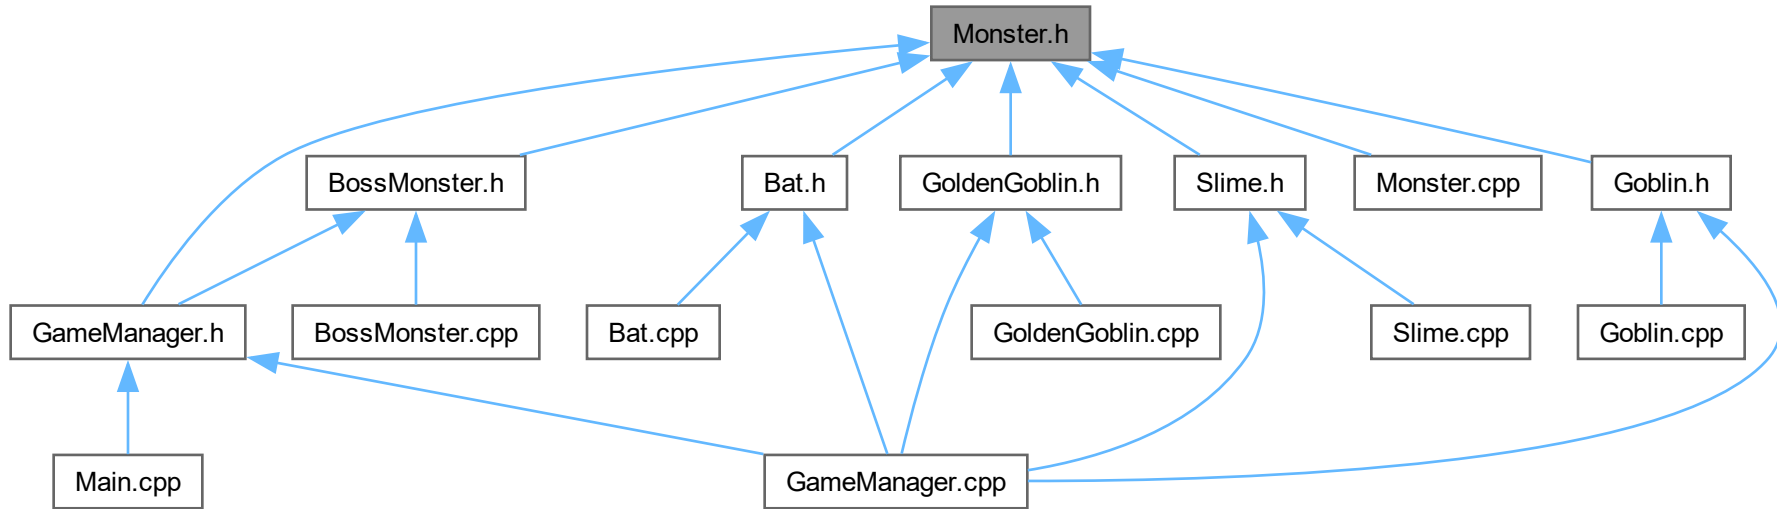 Monster.h
BossMonster.h
Bat.h
GoldenGoblin.h
Slime.h
Monster.cpp
Goblin.h
GameManager.h
BossMonster.cpp
Bat.cpp
GoldenGoblin.cpp
Slime.cpp
Goblin.cpp
Main.cpp
GameManager.cpp